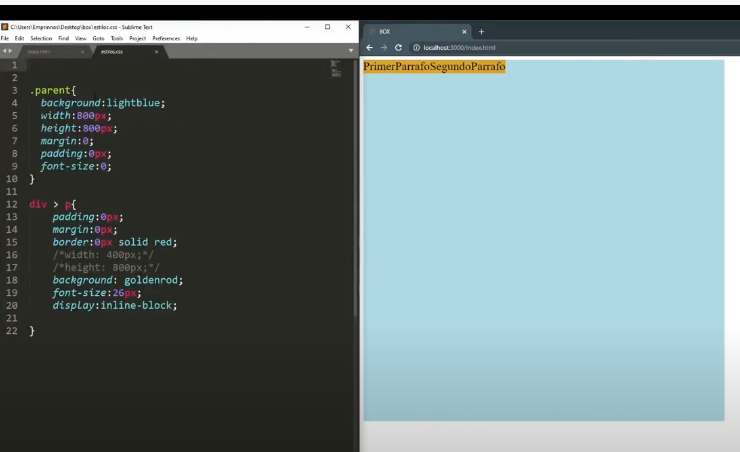 C:\Users\Emprinnos\Desktop\box\estilos.css - Sublime Text
File Edit Selection Find View Goto Tools Project Preferences Help
index.html
estilos.css
1
2
3 .parent{
4 background:lightblue;
5 width:800px;
6 height:800px;
7 margin:0;
8 padding:0px;
9 font-size:0;
10 }
11
12 div > p{
13 padding:0px;
14 margin:0px;
15 border:0px solid red;
16 /*width: 400px;*/
17 /*height: 800px;*/
18 background: goldenrod;
19 font-size:26px;
20 display:inline-block;
21
22 }
BOX
localhost:3000/index.html
PrimerParrafoSegundoParrafo